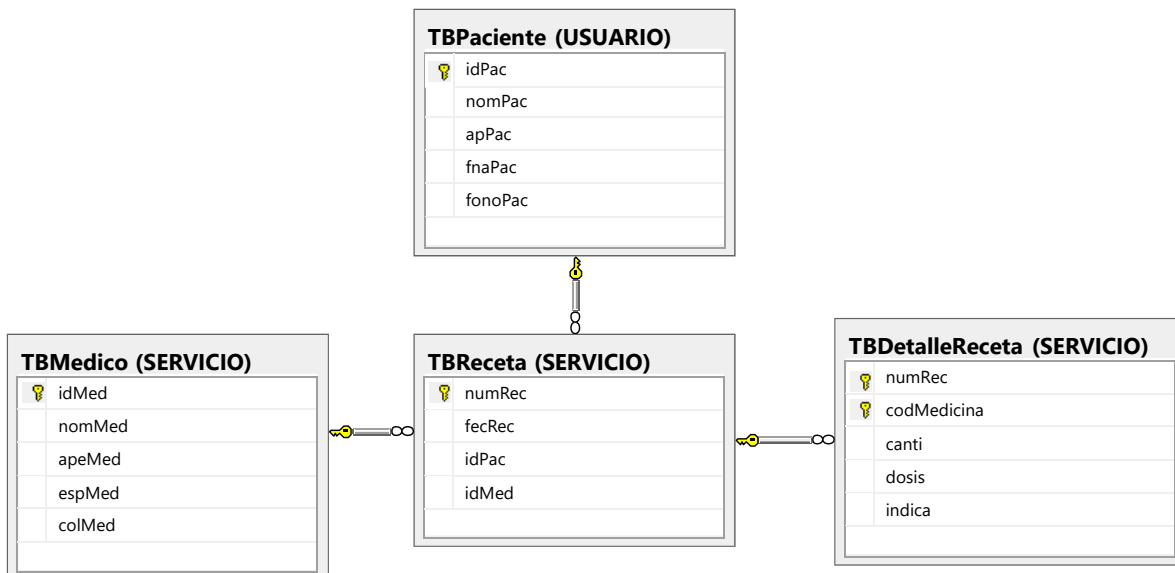 TBPaciente (USUARIO)
idPac
nomPac
apPac
fnaPac
fonoPac
TBMedico (SERVICIO)
idMed
nomMed
apeMed
espMed
colMed
TBReceta (SERVICIO)
numRec
fecRec
idPac
idMed
TBDetalleReceta (SERVICIO)
numRec
codMedicina
canti
dosis
indica